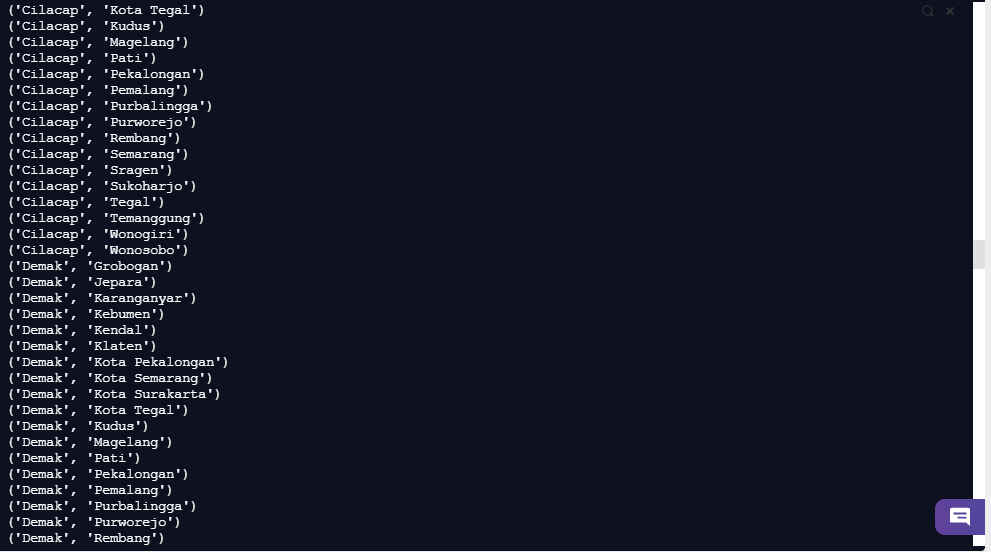 ('Cilacap', 'Kota Tegal')
('Cilacap', 'Kudus')
('Cilacap', 'Magelang')
('Cilacap', 'Pati')
('Cilacap', 'Pekalongan')
('Cilacap', 'Pemalang')
('Cilacap', 'Purbalingga')
('Cilacap', 'Purworejo')
('Cilacap', 'Rembang')
('Cilacap', 'Semarang')
('Cilacap', 'Sragen')
('Cilacap', 'Sukoharjo')
('Cilacap', 'Tegal')
('Cilacap', 'Temanggung')
('Cilacap', 'Wonogiri')
('Cilacap', 'Wonosobo')
('Demak', 'Grobogan')
('Demak', 'Jepara')
('Demak', 'Karanganyar')
('Demak', 'Kebumen')
('Demak', 'Kendal')
('Demak', 'Klaten')
('Demak', 'Kota Pekalongan')
('Demak', 'Kota Semarang')
('Demak', 'Kota Surakarta')
('Demak', 'Kota Tegal')
('Demak', 'Kudus')
('Demak', 'Magelang')
('Demak', 'Pati')
('Demak', 'Pekalongan')
('Demak', 'Pemalang')
('Demak', 'Purbalingga')
('Demak', 'Purworejo')
('Demak', 'Rembang')